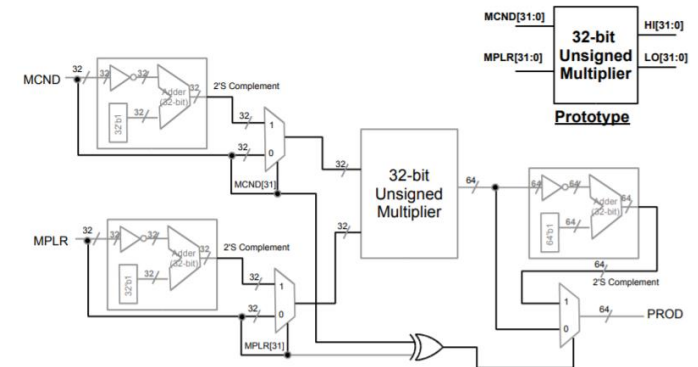 MCND[31:0]
MPLR[31:0]
32-bit
Unsigned
Multiplier
HI[31:0]
LO[31:0]
Prototype
MCND
32
32
32
Adder
(32-bit)
32
32'b1
32
2'S Complement
32
1
32
0
MCND[31]
32
32-bit
Unsigned
Multiplier
32
64
MPLR
32
32
32
Adder
(32-bit)
32
32'b1
32
2'S Complement
32
1
32
0
MPLR[31]
64
64
Adder
(32-bit)
64
64'b1
64
64
2'S Complement
1
0
64
PROD